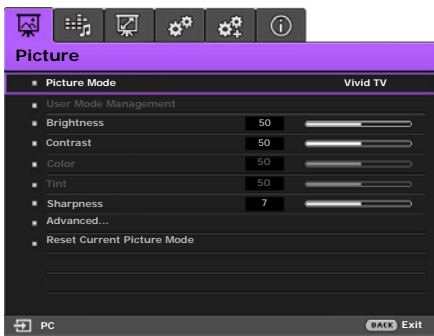 Picture
Picture Mode Vivid TV
User Mode Management
Brightness 50
Contrast 50
Color 50
Tint 50
Sharpness 7
Advanced...
Reset Current Picture Mode
PC BACK Exit